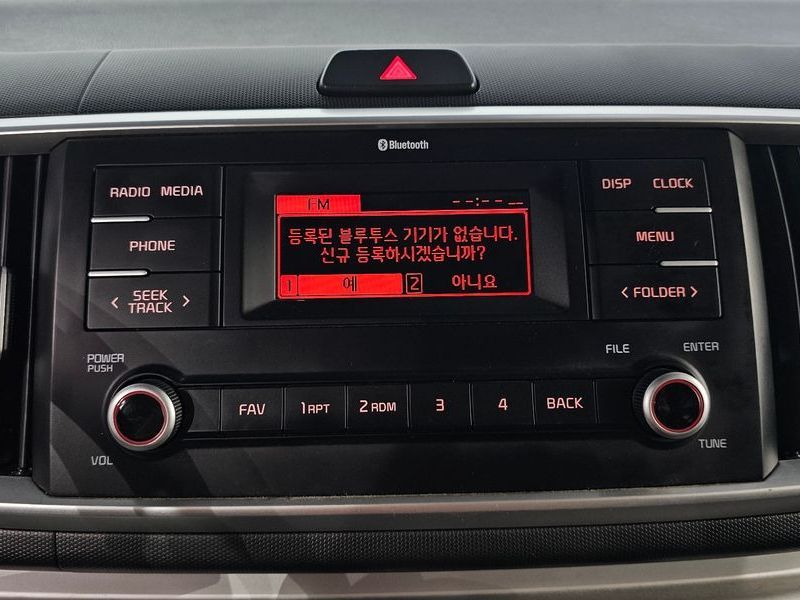 Bluetooth
RADIO MEDIA
FM --:--
DISP CLOCK
등록된 블루투스 기기가 없습니다.
신규 등록하시겠습니까?
1 예 2 아니요
PHONE
MENU
< SEEK TRACK >
< FOLDER >
POWER
PUSH
FILE
ENTER
FAV
1 RPT
2 RDM
3
4
BACK
VOL
TUNE